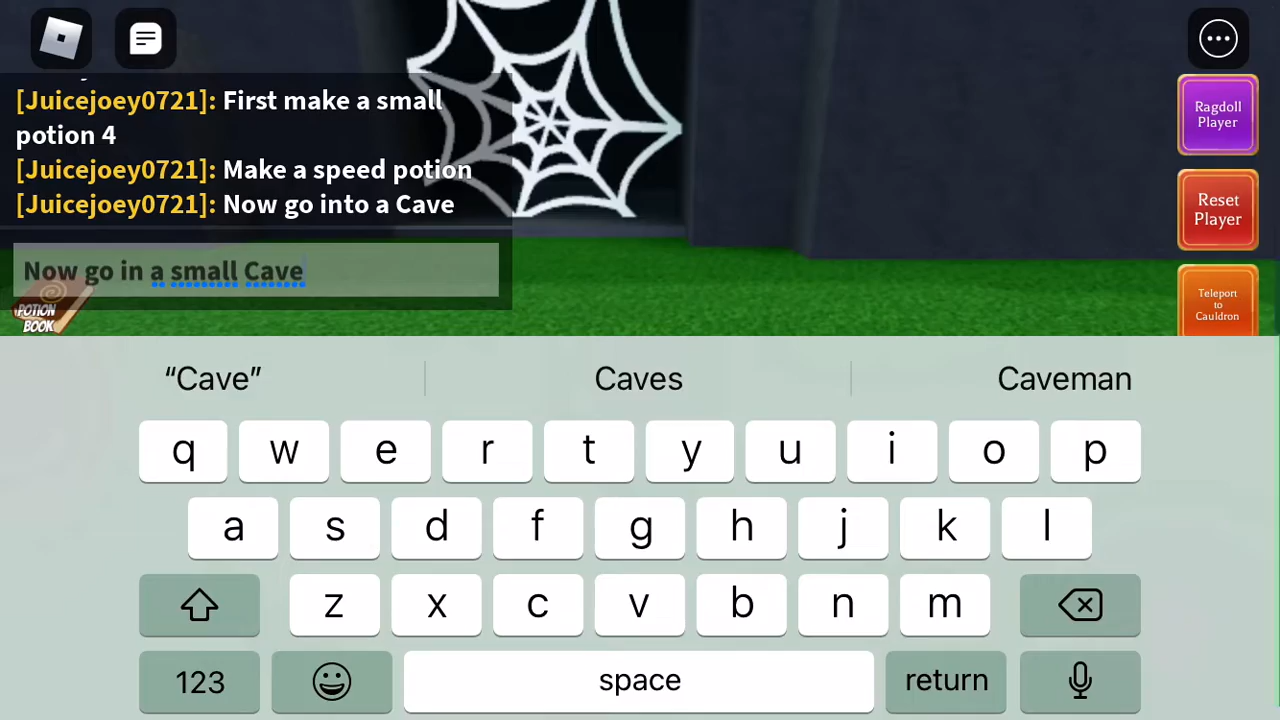 [Juicejoey0721]: First make a small
potion 4
[Juicejoey0721]: Make a speed potion
[Juicejoey0721]: Now go into a Cave
Now go in a small Cave
POTION
BOOK
Ragdoll
Player
Reset
Player
Teleport
to
Cauldron
“Cave” Caves Caveman
q w e r t y u i o p
a s d f g h j k l
z x c v b n m
123 space return